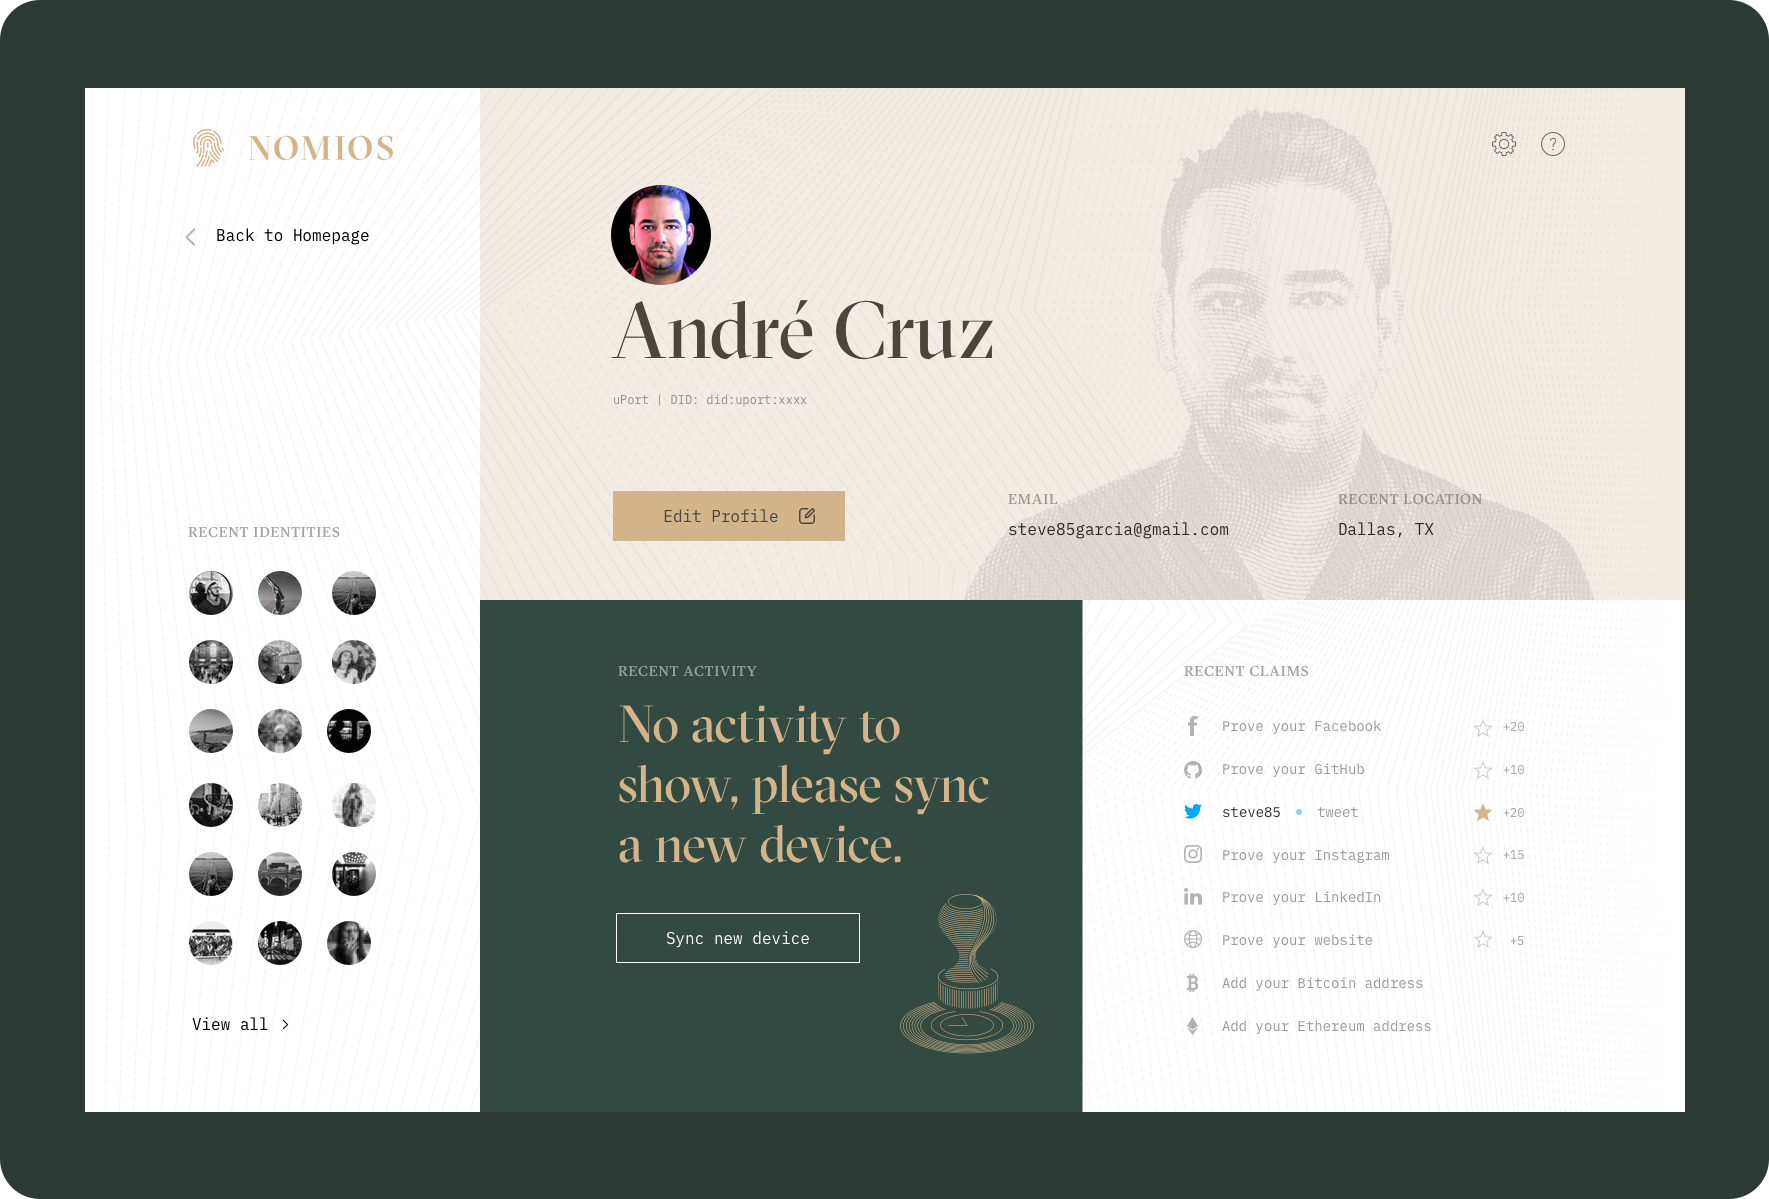 NOMIOS
Back to Homepage
RECENT IDENTITIES
View all
André Cruz
uPort | DID: did:uport:xxxx
Edit Profile
EMAIL
steve85garcia@gmail.com
RECENT LOCATION
Dallas, TX
?
RECENT ACTIVITY
No activity to
show, please sync
a new device.
Sync new device
RECENT CLAIMS
Prove your Facebook +20
Prove your GitHub +10
steve85 • tweet +20
Prove your Instagram +15
Prove your LinkedIn +10
Prove your website +5
Add your Bitcoin address
Add your Ethereum address